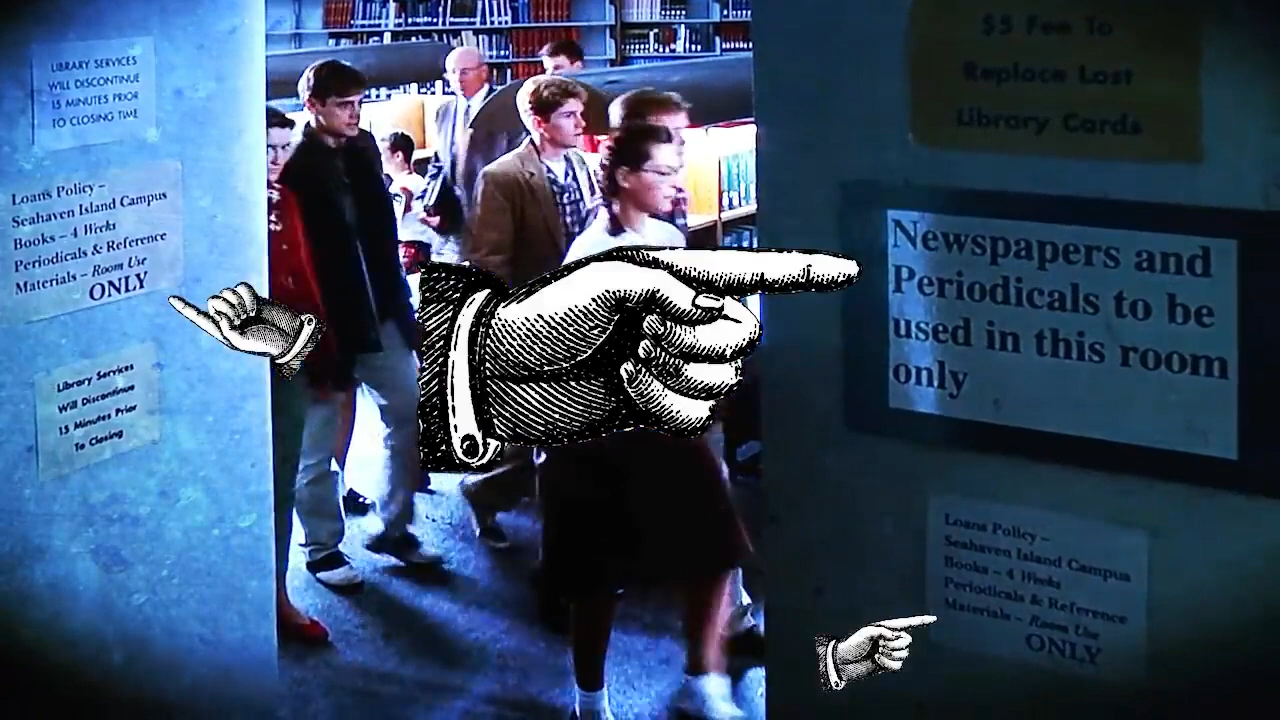 LIBRARY SERVICES
WILL DISCONTINUE
15 MINUTES PRIOR
TO CLOSING TIME
Loans Policy –
Seahaven Island Campus
Books – 4 Weeks
Periodicals & Reference
Materials – Room Use
ONLY
Library Services
Will Discontinue
15 Minutes Prior
To Closing
$5 Fee To
Replace Lost
Library Cards
Newspapers and
Periodicals to be
used in this room
only
Loans Policy –
Seahaven Island Campus
Books – 4 Weeks
Periodicals & Reference
Materials – Room Use
ONLY